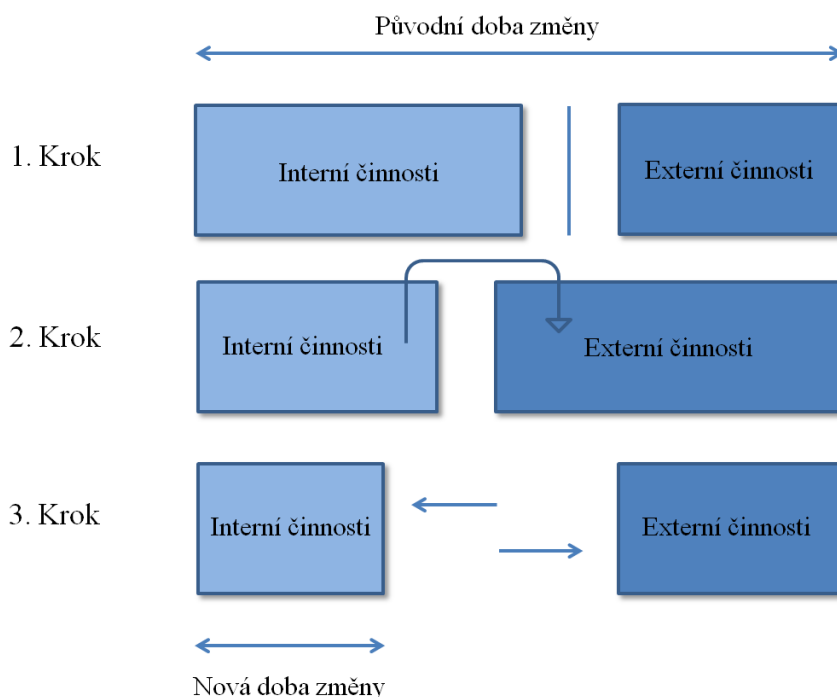 Původní doba změny
1. Krok
Interní činnosti
Externí činnosti
2. Krok
Interní činnosti
Externí činnosti
3. Krok
Interní činnosti
Externí činnosti
Nová doba změny